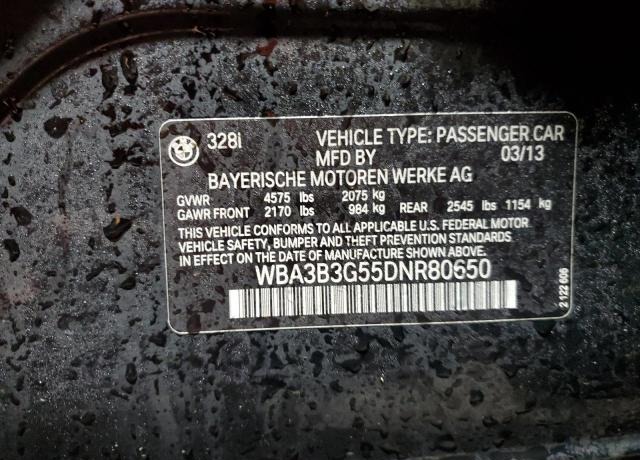 328i VEHICLE TYPE: PASSENGER CAR
MFD BY 03/13
BAYERISCHE MOTOREN WERKE AG
GVWR 4575 lbs 2075 kg
GAWR FRONT 2170 lbs 984 kg REAR 2545 lbs 1154 kg
THIS VEHICLE CONFORMS TO ALL APPLICABLE U.S. FEDERAL MOTOR
VEHICLE SAFETY, BUMPER AND THEFT PREVENTION STANDARDS
IN EFFECT ON THE DATE OF MANUFACTURE SHOWN ABOVE.
WBA3B3G55DNR80650
2 122 606